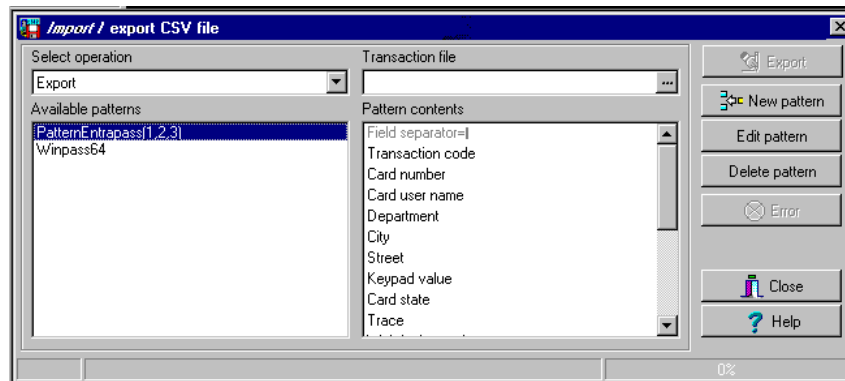 Import / export CSV file
Select operation
Transaction file
Export
Export
...
Available patterns
Pattern contents
New pattern
PatternEntrapass(1,2,3)
Winpass64
Field separator=|
Transaction code
Card number
Card user name
Department
City
Street
Keypad value
Card state
Trace
Edit pattern
Delete pattern
Error
Close
Help
0%